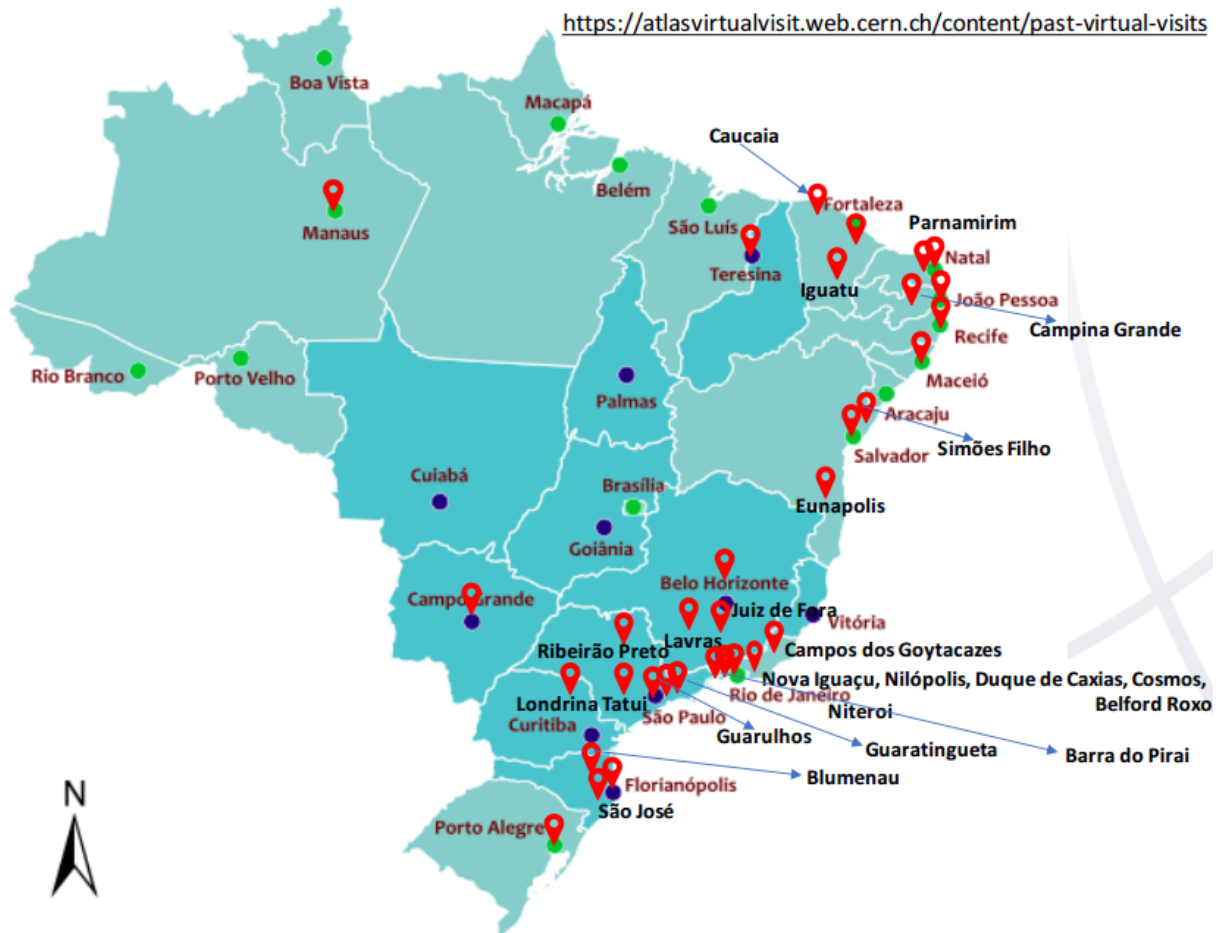 https://atlasvirtualvisit.web.cern.ch/content/past-virtual-visits
Boa Vista
Macapá
Caucaia
Belém
Fortaleza
São Luís
Parnamirim
Manaus
Natal
Teresina
Iguatu
João Pessoa
Campina Grande
Recife
Rio Branco
Porto Velho
Maceió
Palmas
Aracaju
Simões Filho
Salvador
Cuiabá
Brasília
Eunapolis
Goiânia
Belo Horizonte
Campo Grande
Juiz de Fora
Vitória
Lavras
Ribeirão Preto
Campos dos Goytacazes
Nova Iguaçu, Nilópolis, Duque de Caxias, Cosmos,
Belford Roxo
Rio de Janeiro
Londrina
Tatui
Niteroi
São Paulo
Curitiba
Guarulhos
Guaratingueta
Barra do Pirai
Blumenau
Florianópolis
N
São José
Porto Alegre